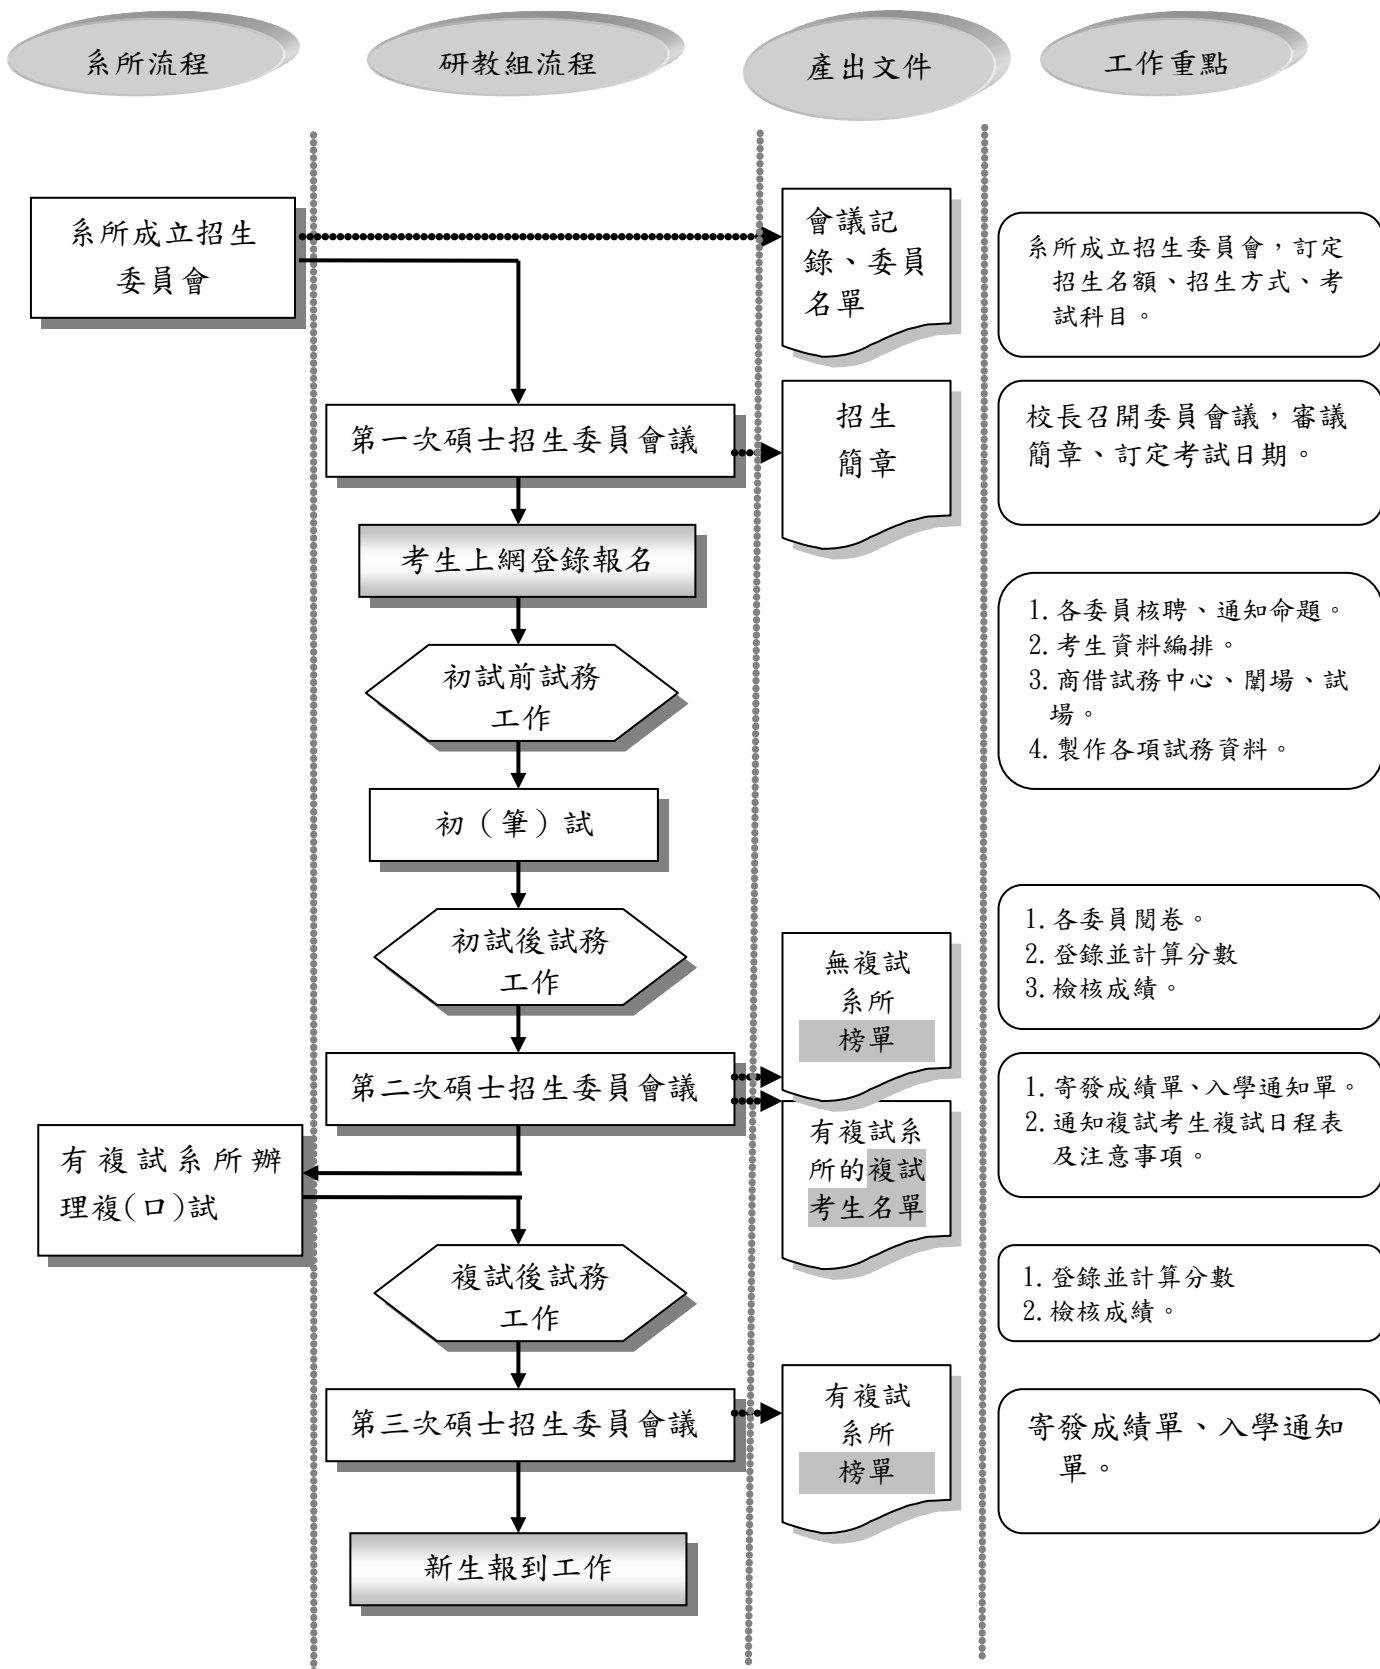 系所流程
研教組流程
產出文件
工作重點
系所成立招生
委員會
會議記
錄、委員
名單
系所成立招生委員會，訂定
招生名額、招生方式、考
試科目。
第一次碩士招生委員會議
招生
簡章
校長召開委員會議，審議
簡章、訂定考試日期。
考生上網登錄報名
初試前試務
工作
1.各委員核聘、通知命題。
2.考生資料編排。
3.商借試務中心、闈場、試
場。
4.製作各項試務資料。
初（筆）試
初試後試務
工作
無複試
系所
榜單
1.各委員閱卷。
2.登錄並計算分數
3.檢核成績。
第二次碩士招生委員會議
有複試系
所的複試
考生名單
1.寄發成績單、入學通知單。
2.通知複試考生複試日程表
及注意事項。
有複試系所辦
理複(口)試
複試後試務
工作
1.登錄並計算分數
2.檢核成績。
第三次碩士招生委員會議
有複試
系所
榜單
寄發成績單、入學通知
單。
新生報到工作